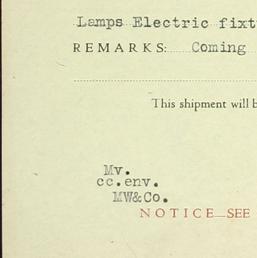 Lamps Electric fixt
REMARKS: Coming
This shipment will b
Mv.
cc.env.
MW&Co.
NOTICE—SEE